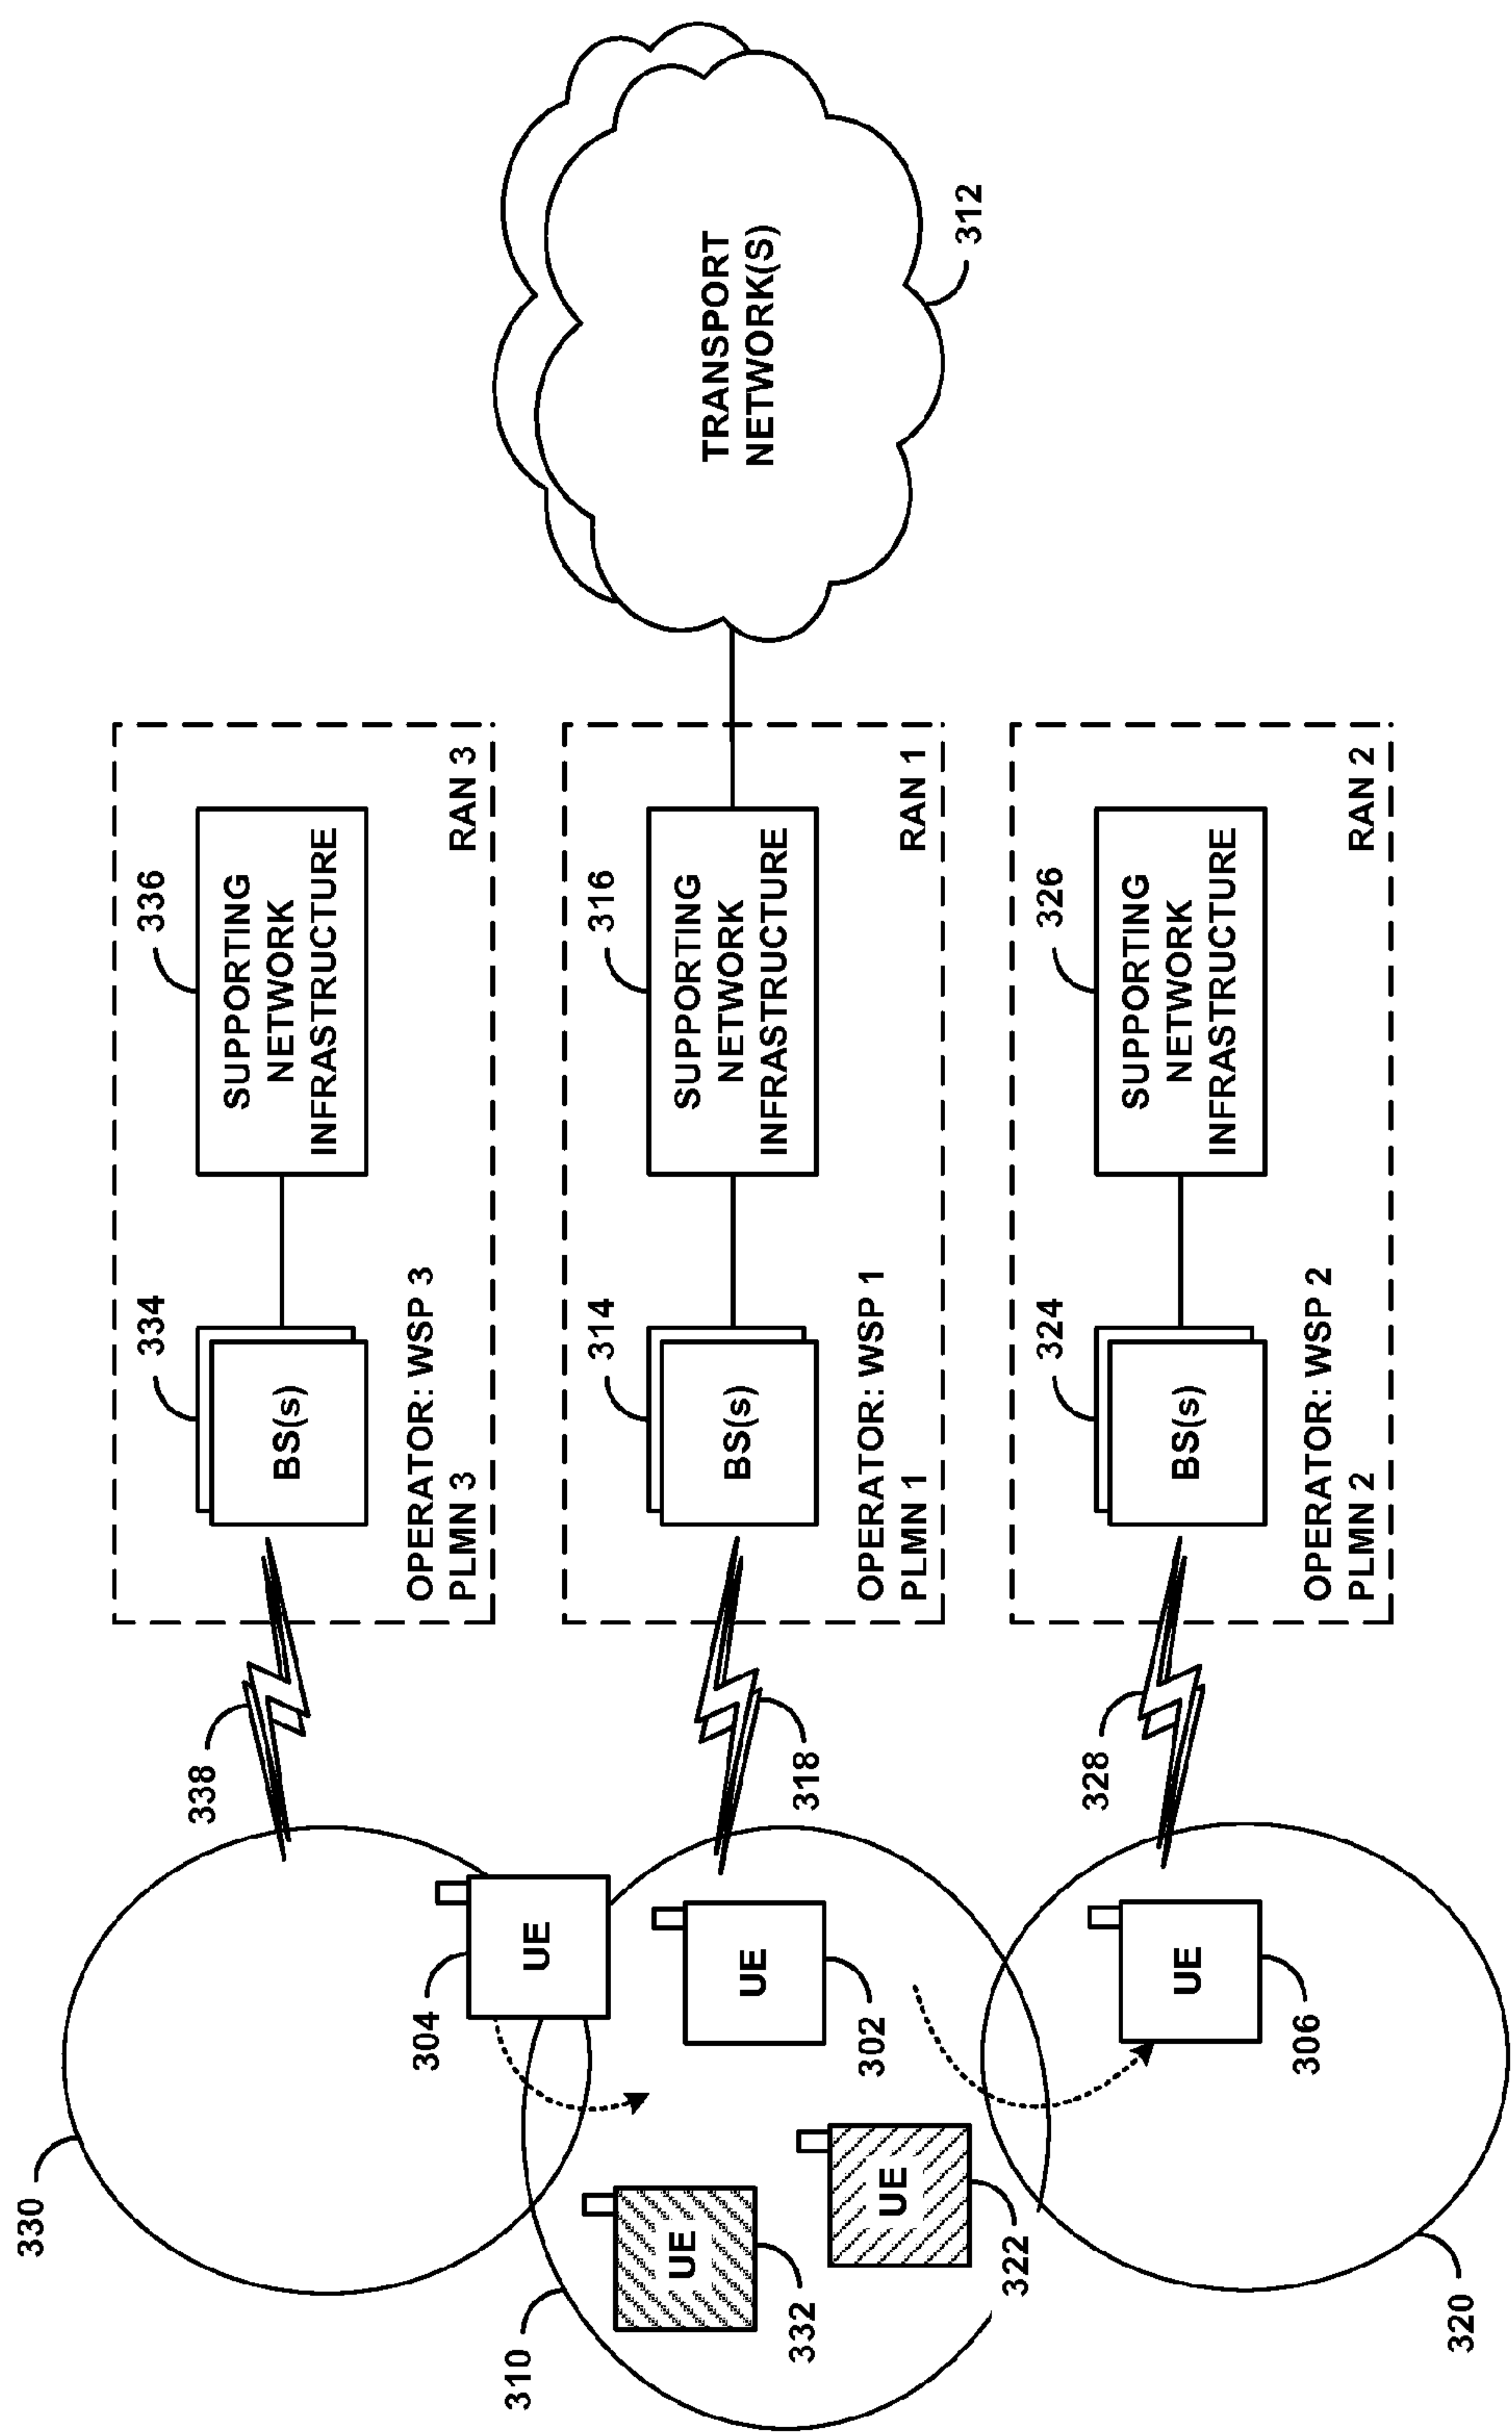 330
338
334
336
SUPPORTING
NETWORK
INFRASTRUCTURE
BS(s)
OPERATOR: WSP 3
PLMN 3
RAN 3
304
UE
310
332
UE
UE
302
318
314
316
SUPPORTING
NETWORK
INFRASTRUCTURE
BS(s)
OPERATOR: WSP 1
PLMN 1
RAN 1
TRANSPORT
NETWORK(S)
312
UE
322
328
324
326
SUPPORTING
NETWORK
INFRASTRUCTURE
BS(s)
UE
306
OPERATOR: WSP 2
PLMN 2
RAN 2
320